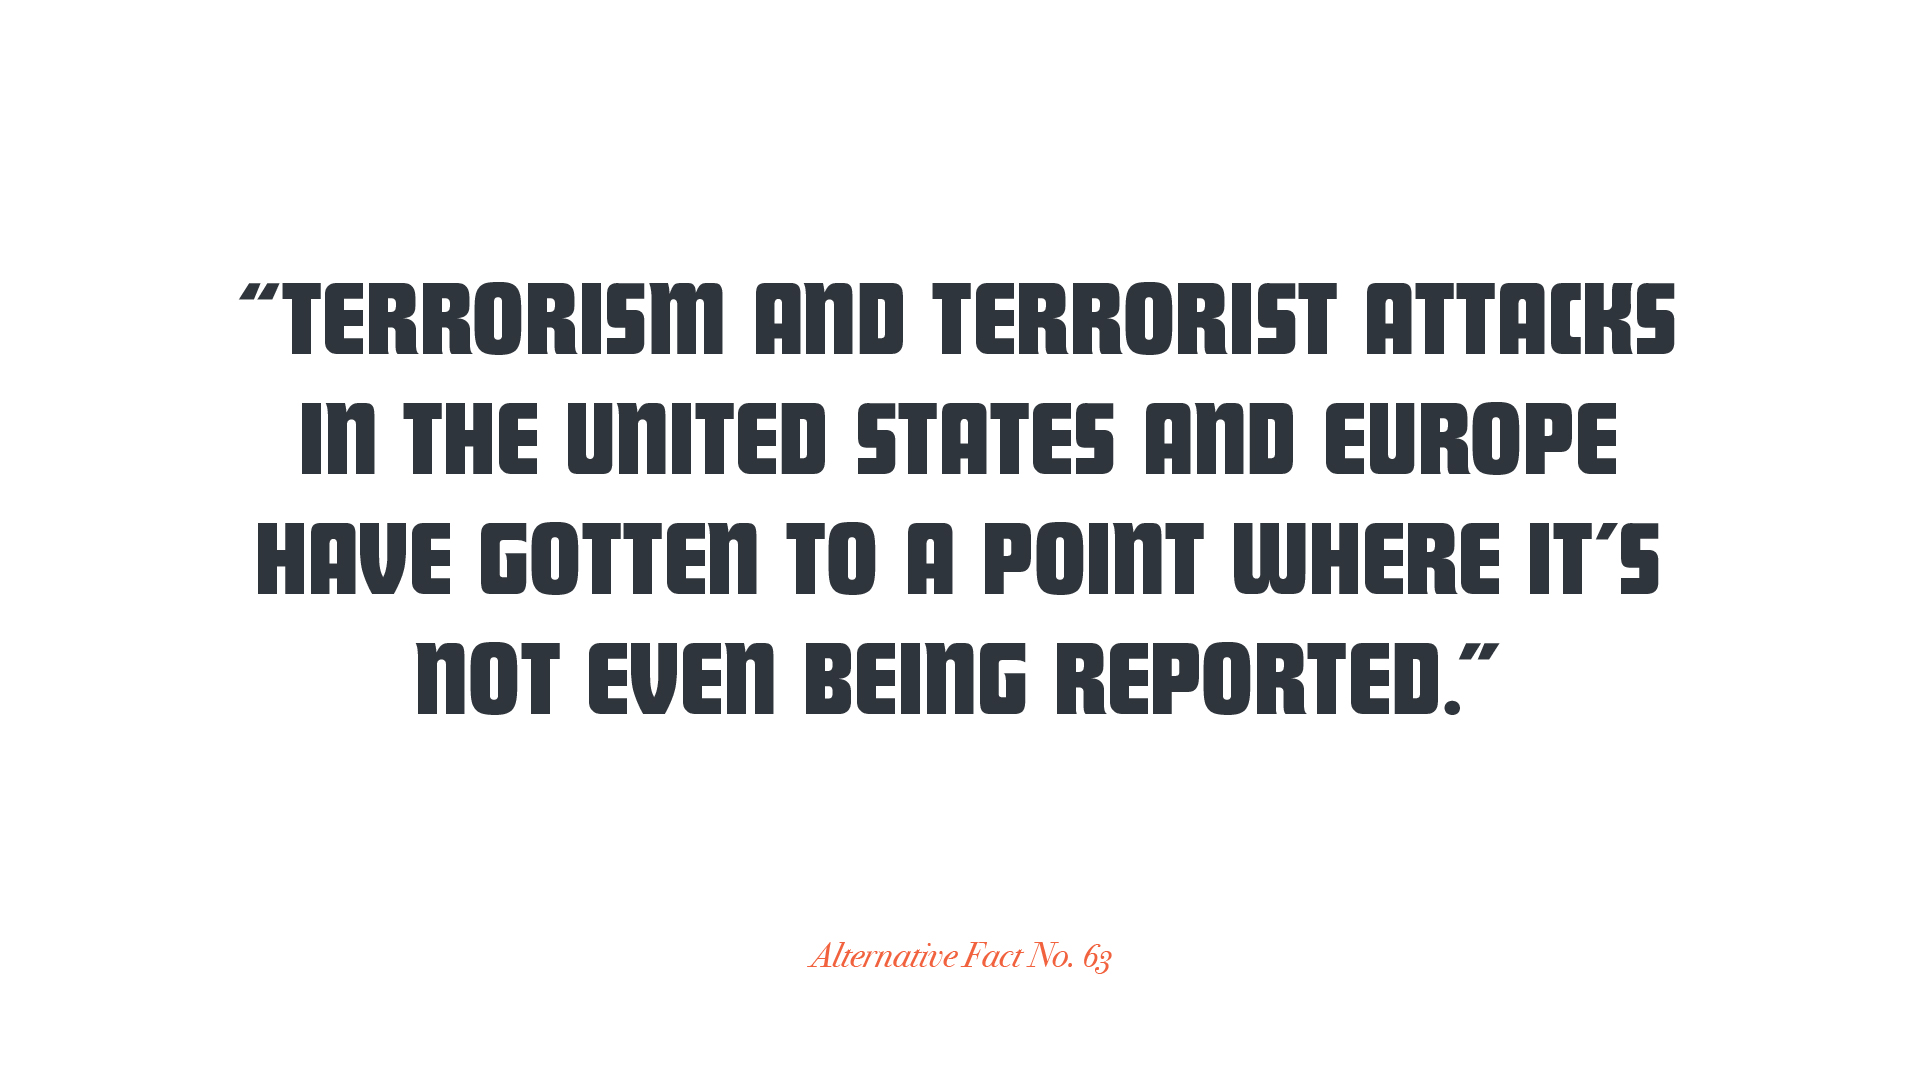 "TERRORISM AND TERRORIST ATTACKS
IN THE UNITED STATES AND EUROPE
HAVE GOTTEN TO A POINT WHERE IT'S
NOT EVEN BEING REPORTED."
Alternative Fact No. 63